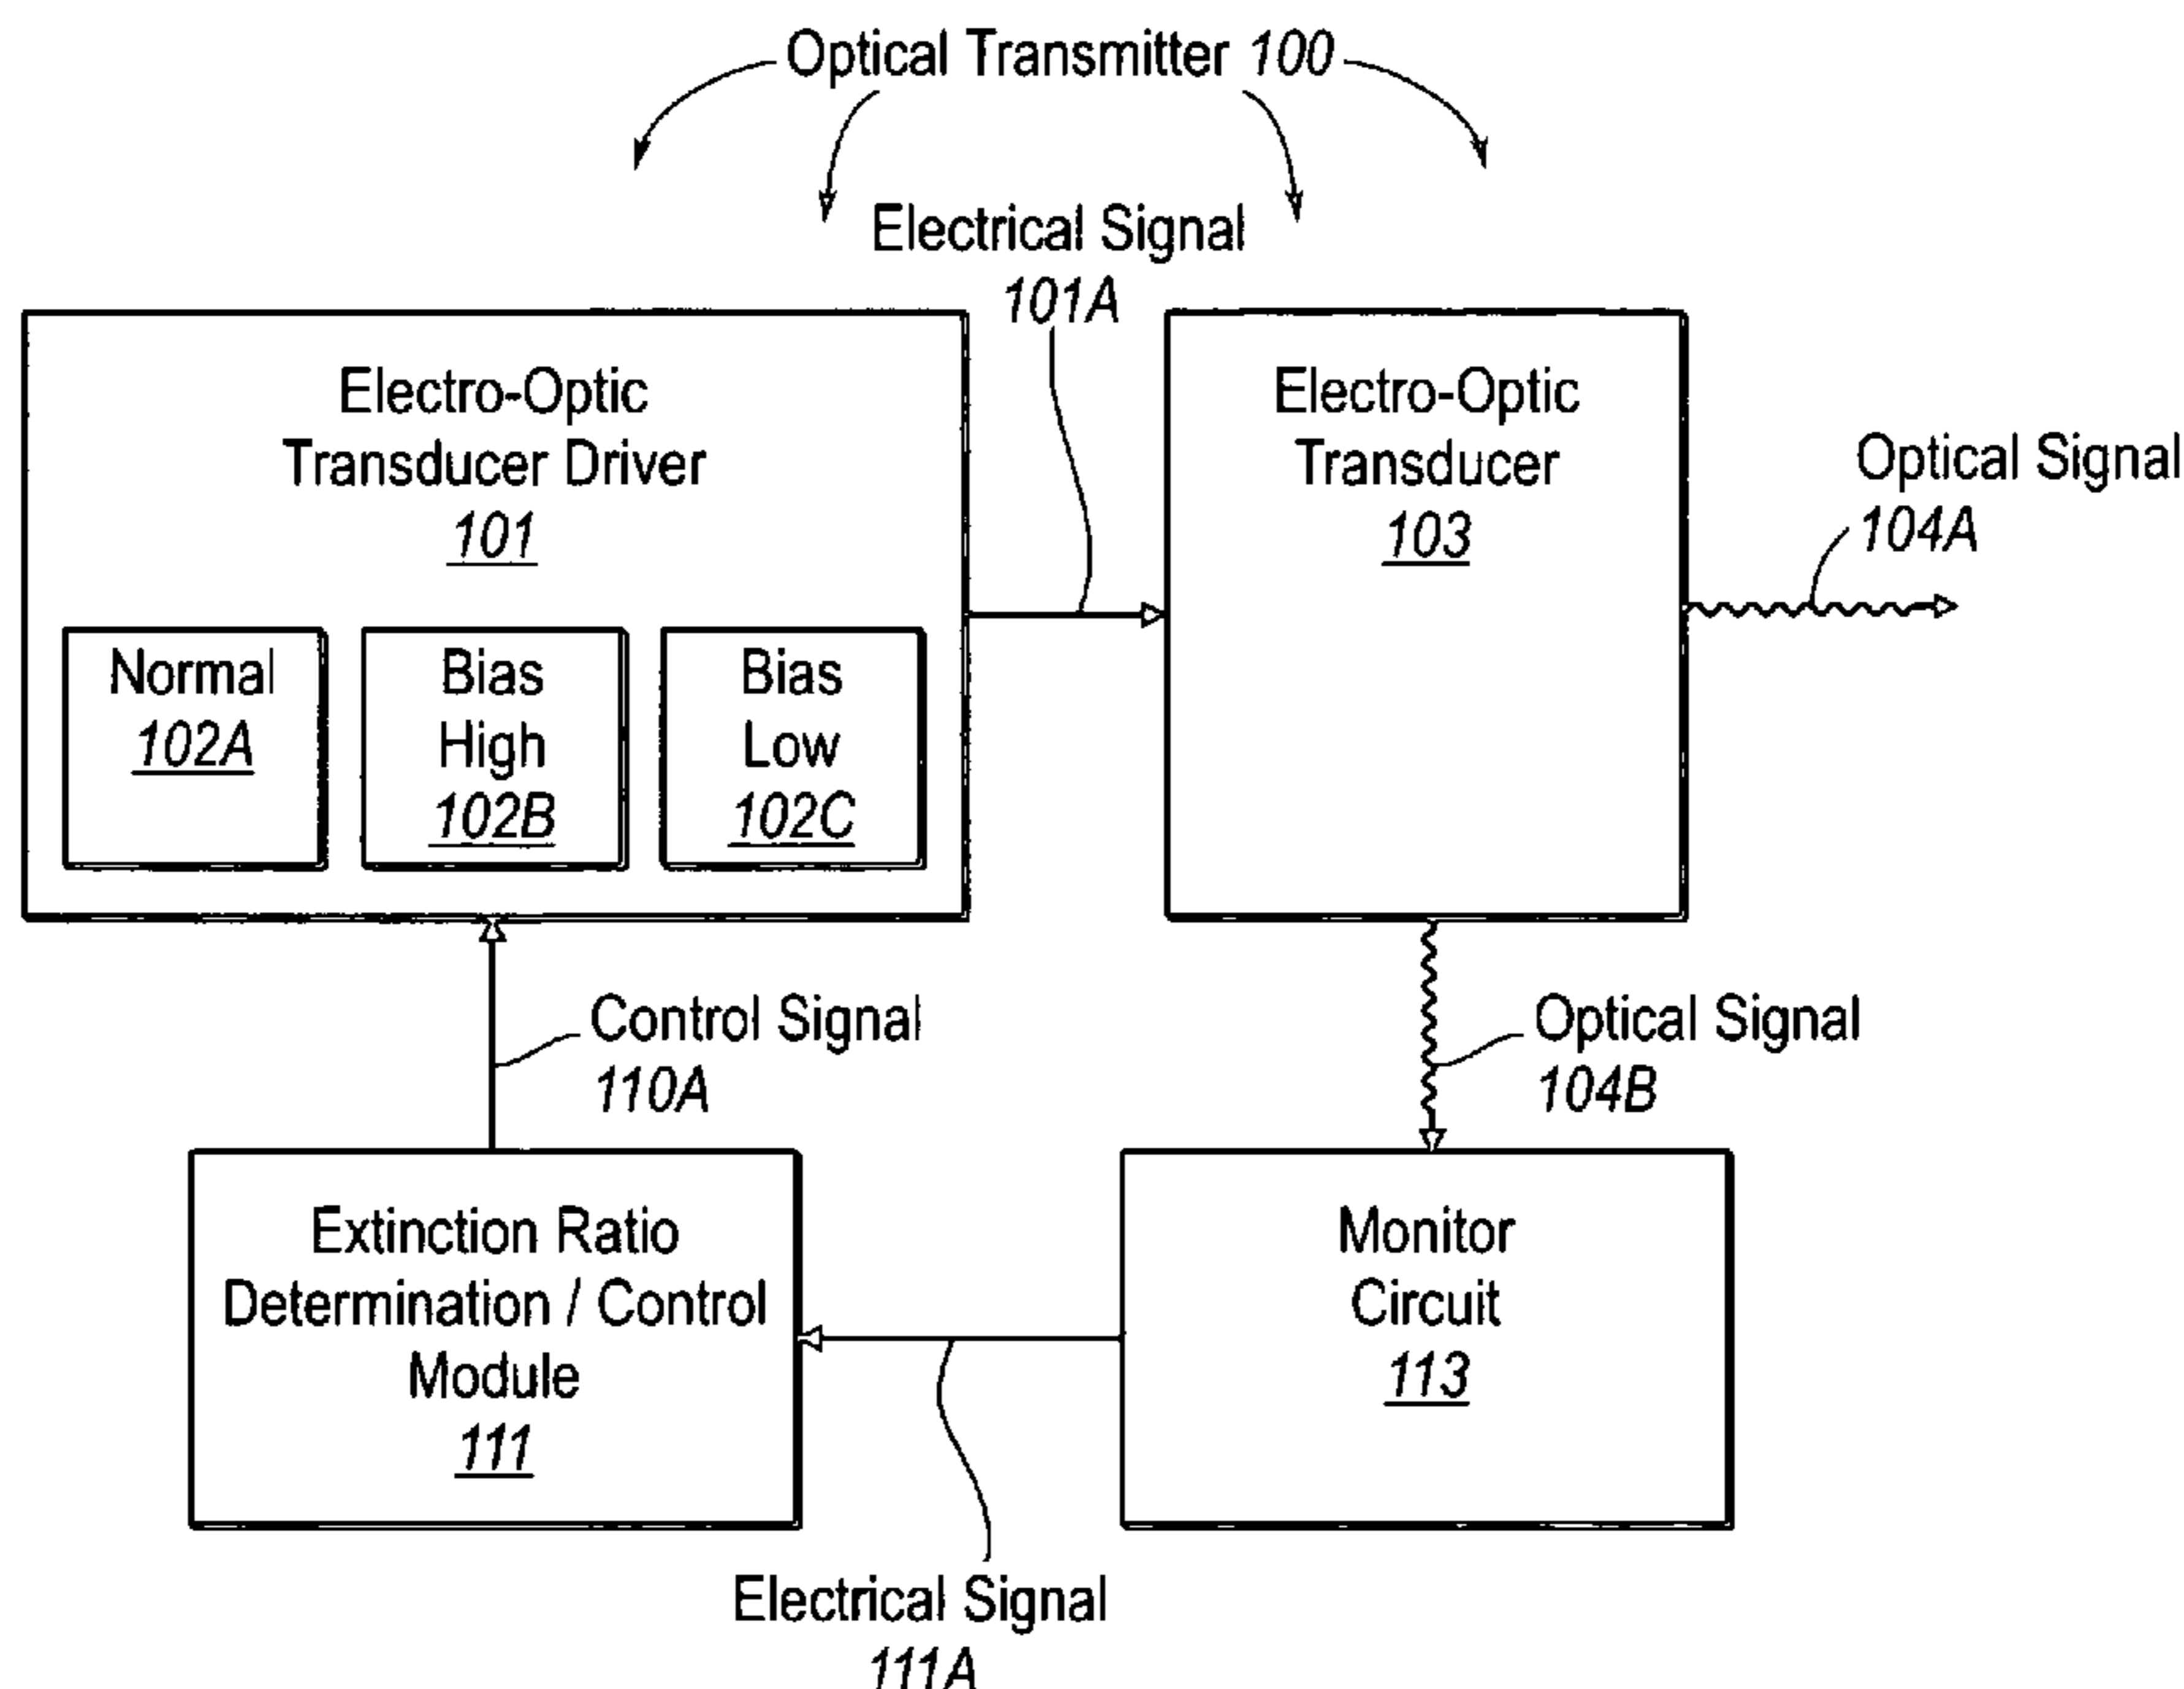 Optical Transmitter 100
Electrical Signal
101A
Electro-Optic
Transducer Driver
101
Normal
102A
Bias
High
102B
Bias
Low
102C
Electro-Optic
Transducer
103
Optical Signal
104A
Control Signal
110A
Optical Signal
104B
Extinction Ratio
Determination / Control
Module
111
Monitor
Circuit
113
Electrical Signal
111A